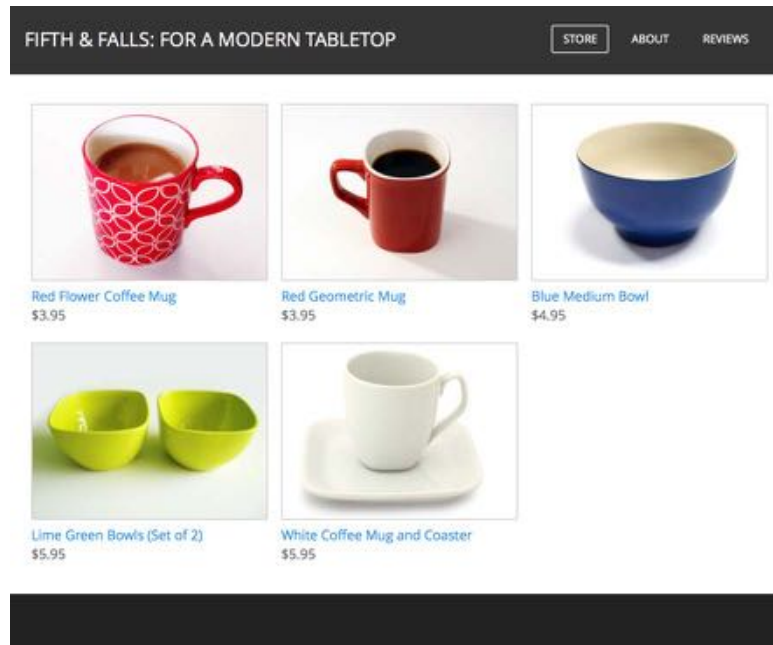 FIFTH & FALLS: FOR A MODERN TABLETOP
STORE
ABOUT
REVIEWS
Red Flower Coffee Mug
$3.95
Red Geometric Mug
$3.95
Blue Medium Bowl
$4.95
Lime Green Bowls (Set of 2)
$5.95
White Coffee Mug and Coaster
$5.95